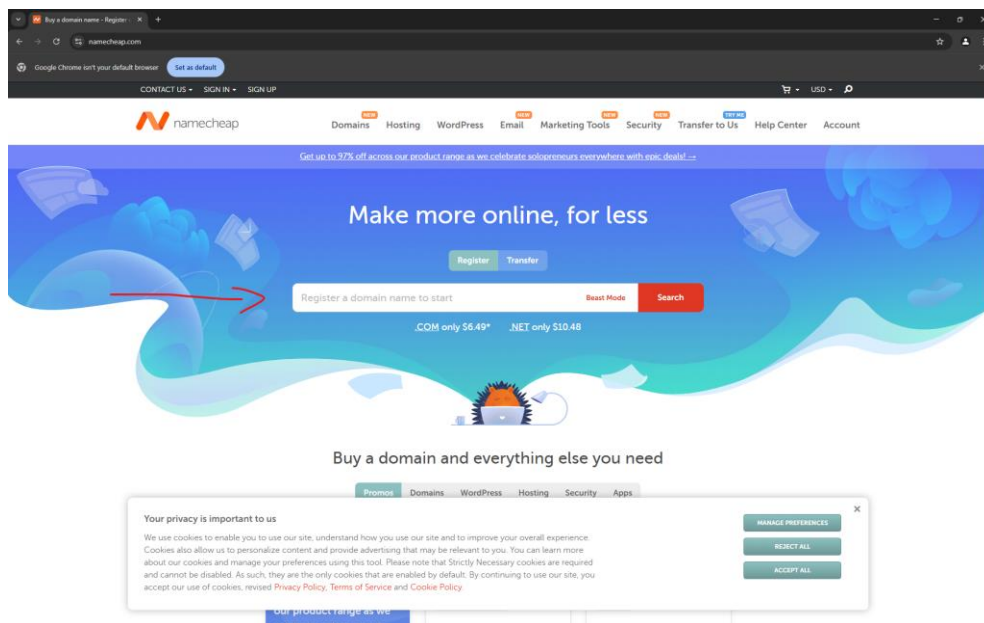 Buy a domain name - Register
namecheap.com
Google Chrome isn't your default browser Set as default
CONTACT US SIGN IN SIGN UP USD
NEW NEW NEW NEW TRY ME
namecheap Domains Hosting WordPress Email Marketing Tools Security Transfer to Us Help Center Account
Get up to 97% off across our product range as we celebrate solopreneurs everywhere with epic deals! →
Make more online, for less
Register Transfer
Register a domain name to start Beast Mode Search
.COM only $6.49* .NET only $10.48
Buy a domain and everything else you need
Promos Domains WordPress Hosting Security Apps
Your privacy is important to us
We use cookies to enable you to use our site, understand how you use our site and to improve your overall experience.
Cookies also allow us to personalize content and provide advertising that may be relevant to you. You can learn more
about our cookies and manage your preferences using this tool. Please note that Strictly Necessary cookies are required
and cannot be disabled. As such, they are the only cookies that are enabled by default. By continuing to use our site, you
accept our use of cookies, revised Privacy Policy, Terms of Service and Cookie Policy.
MANAGE PREFERENCES
REJECT ALL
ACCEPT ALL
our product range as we